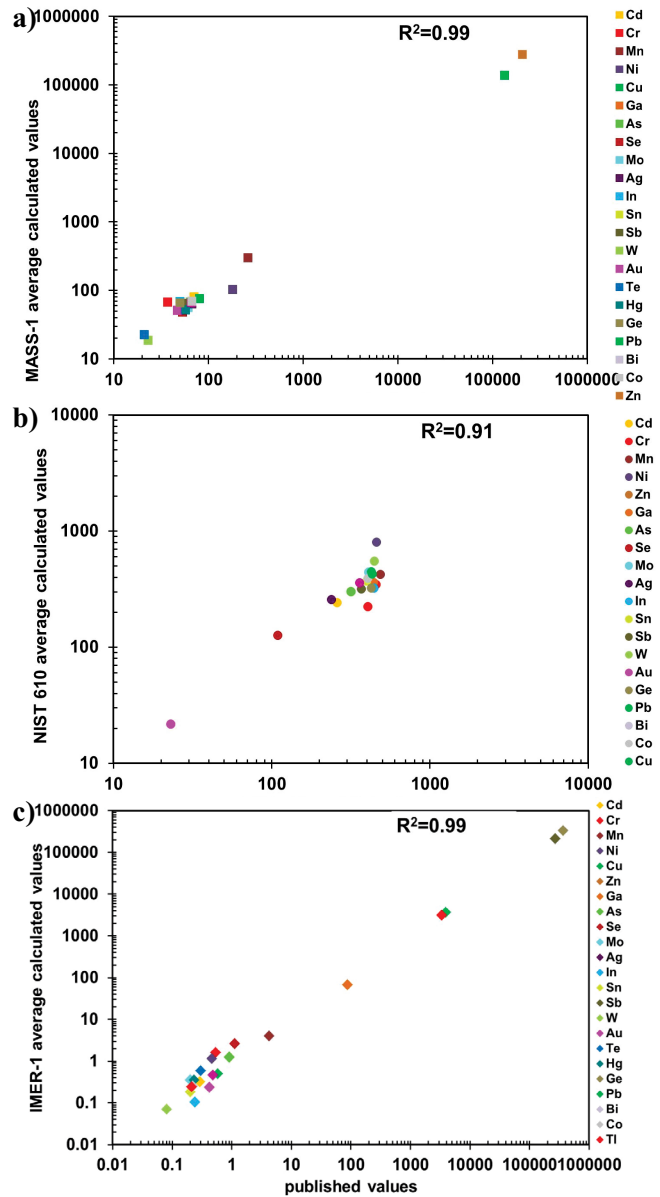 a)
R²=0.99
1000000
100000
10000
1000
100
10
MASS-1 average calculated values
10 100 1000 10000 100000 1000000
Cd
Cr
Mn
Ni
Cu
Ga
As
Se
Mo
Ag
In
Sn
Sb
W
Au
Te
Hg
Ge
Pb
Bi
Co
Zn
b)
R²=0.91
10000
1000
100
10
NIST 610 average calculated values
10 100 1000 10000
Cd
Cr
Mn
Ni
Zn
Ga
As
Se
Mo
Ag
In
Sn
Sb
W
Au
Ge
Pb
Bi
Co
Cu
c)
R²=0.99
1000000
100000
10000
1000
100
10
1
0.1
0.01
IMER-1 average calculated values
0.01 0.1 1 10 100 1000 10000 1000001000000
published values
Cd
Cr
Mn
Ni
Cu
Zn
Ga
As
Se
Mo
Ag
In
Sn
Sb
W
Au
Te
Hg
Ge
Pb
Bi
Co
Tl